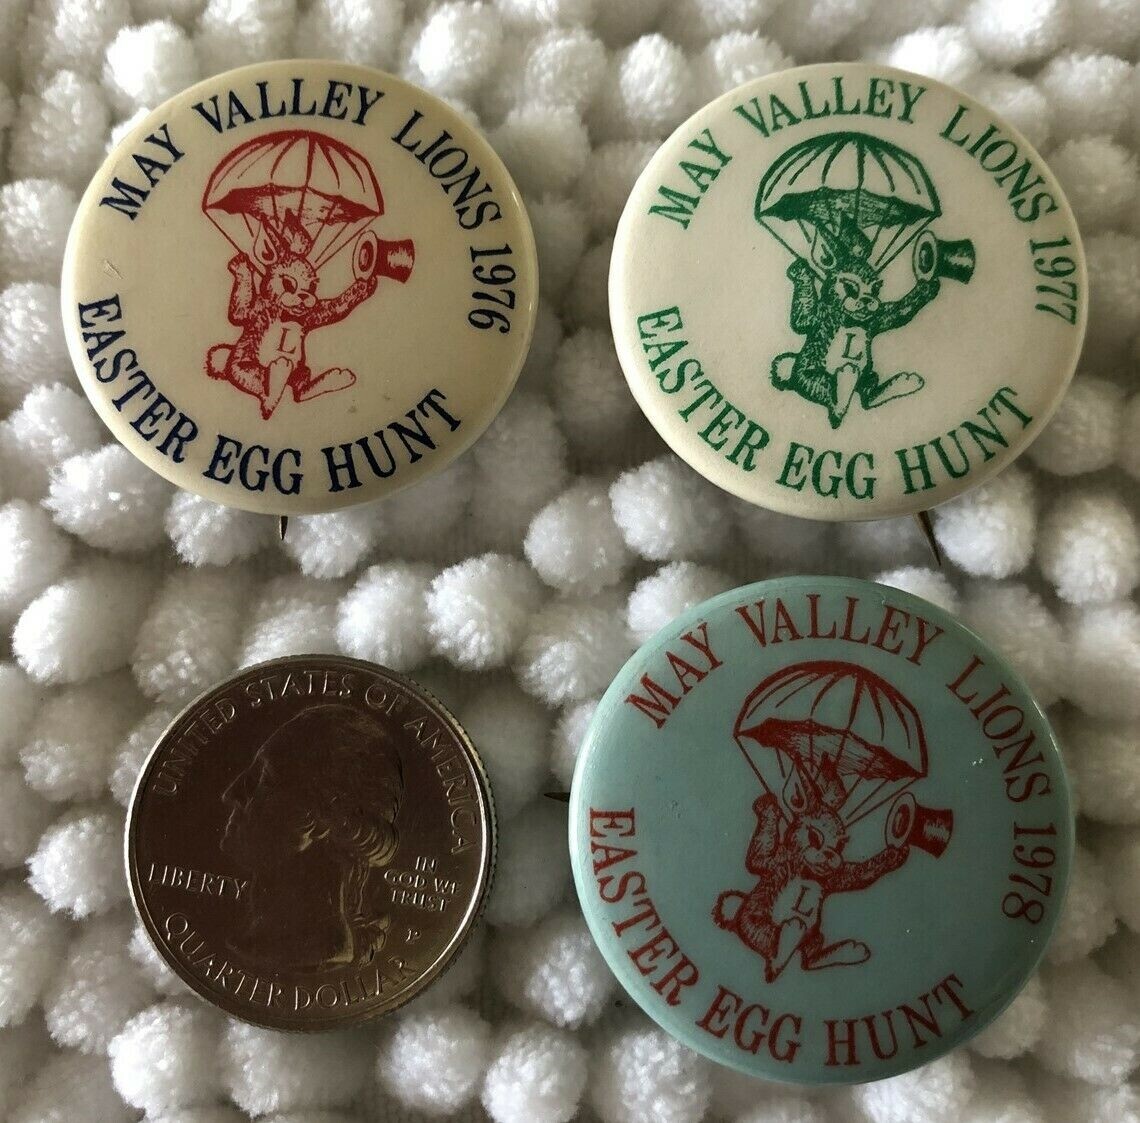 MAY VALLEY LIONS 1976
L
EASTER EGG HUNT
MAY VALLEY LIONS 1977
L
EASTER EGG HUNT
UNITED STATES OF AMERICA
LIBERTY
IN
GOD WE
TRUST
P
QUARTER DOLLAR
MAY VALLEY LIONS 1978
L
EASTER EGG HUNT